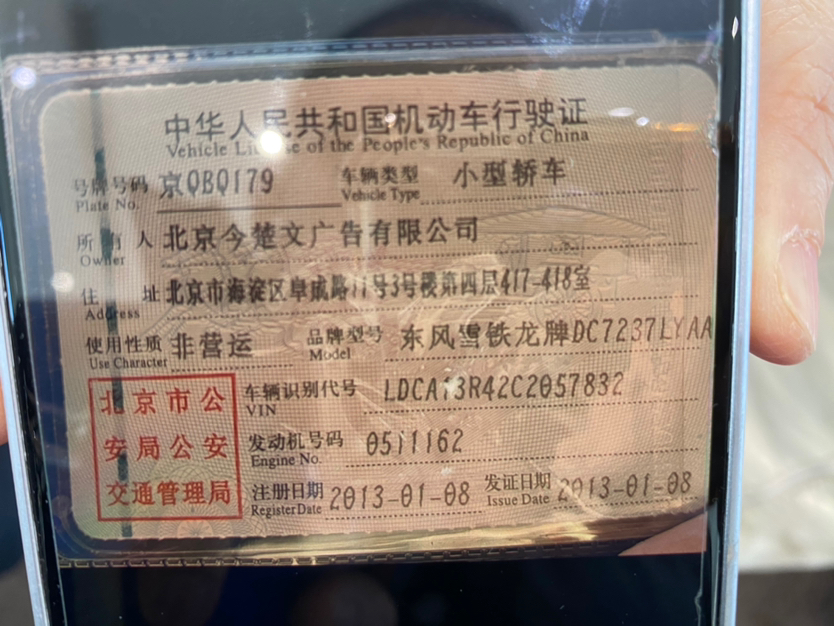 中华人民共和国机动车行驶证
Vehicle License of the People's Republic of China
号牌号码 京QBQ179 车辆类型 小型轿车
Plate No. Vehicle Type
所有人 北京今楚文广告有限公司
Owner
住址 北京市海淀区阜成路11号3号楼第四层417-418室
Address
使用性质 非营运 品牌型号 东风雪铁龙牌DC7237LYAA
Use Character Model
北京市公
安局公安
交通管理局
车辆识别代号 LDCA13R42C2057832
VIN
发动机号码 0511162
Engine No.
注册日期 2013-01-08 发证日期 2013-01-08
Register Date Issue Date